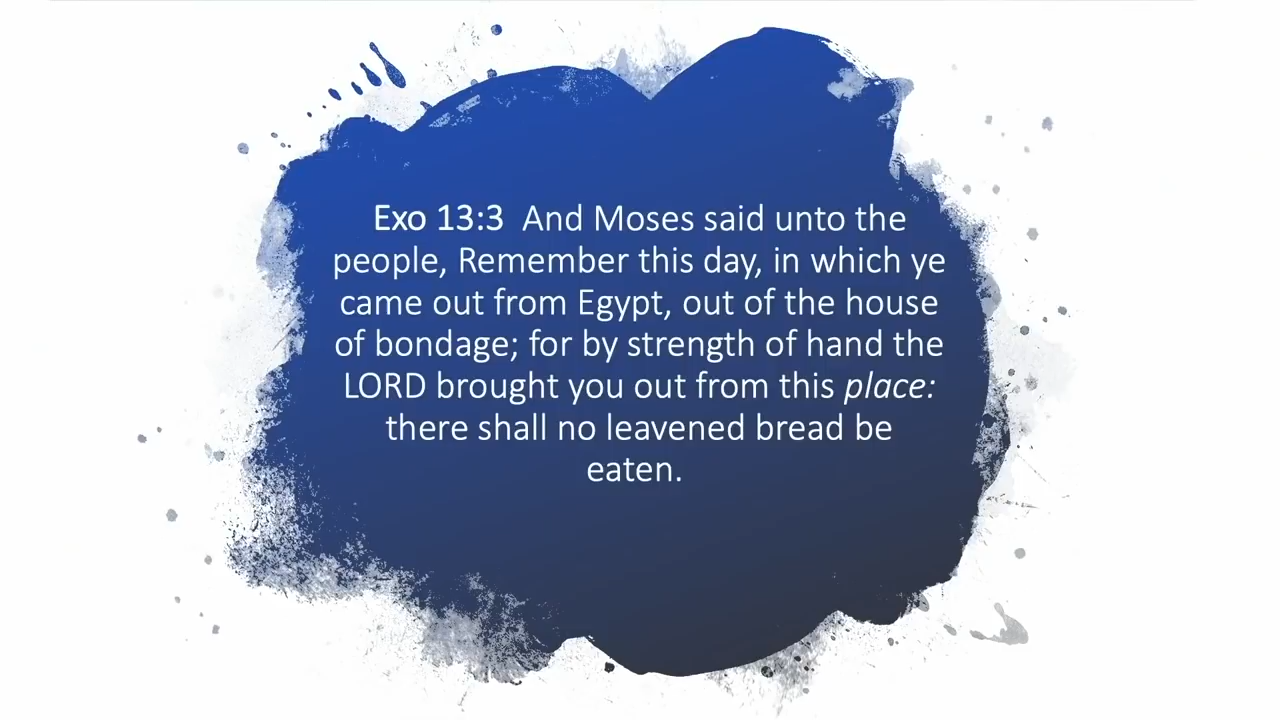 Exo 13:3 And Moses said unto the
people, Remember this day, in which ye
came out from Egypt, out of the house
of bondage; for by strength of hand the
LORD brought you out from this place:
there shall no leavened bread be
eaten.